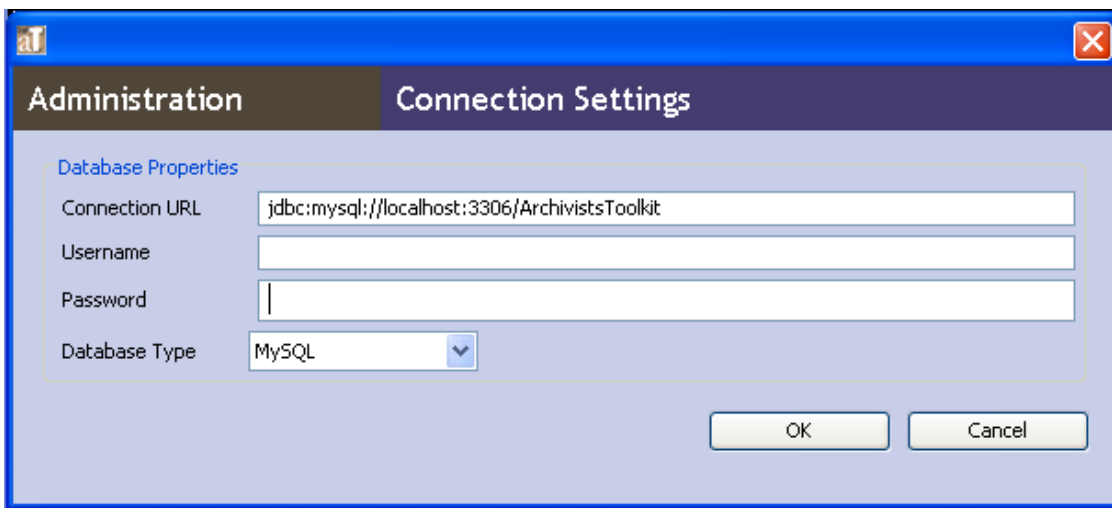 aT
Administration Connection Settings
Database Properties
Connection URL jdbc:mysql://localhost:3306/ArchivistsToolkit
Username
Password
Database Type MySQL
OK Cancel